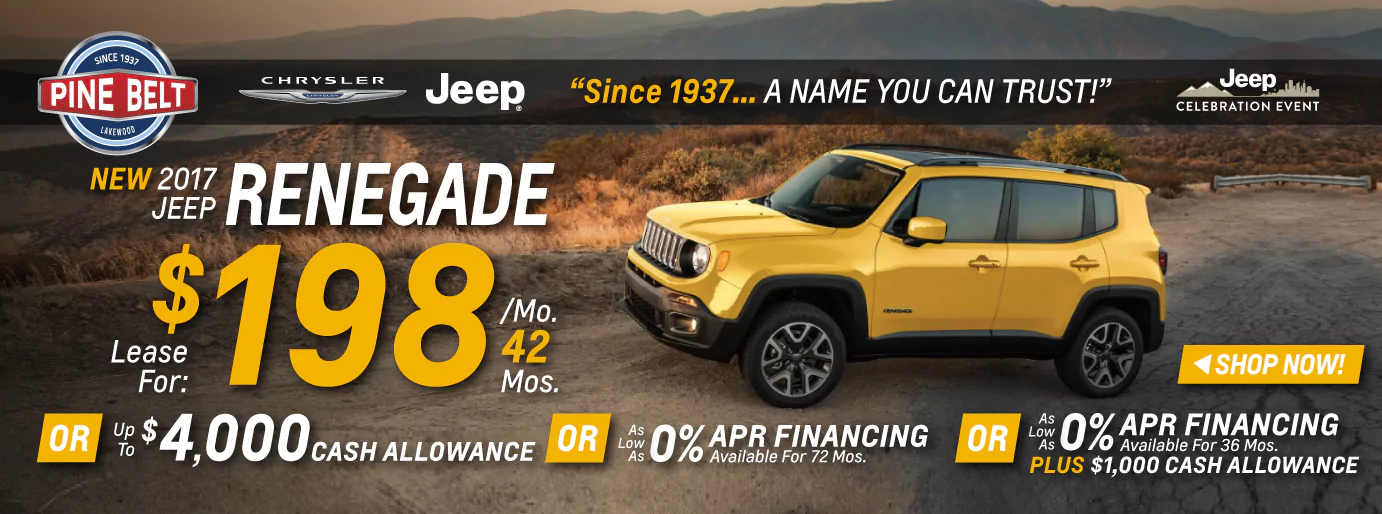 SINCE 1937
PINE BELT
LAKEWOOD
CHRYSLER
CHRYSLER
Jeep®
“Since 1937... A NAME YOU CAN TRUST!”
Jeep
CELEBRATION EVENT
NEW 2017
JEEP
RENEGADE
$198
/Mo.
42
Mos.
Lease
For:
RENEGADE
SHOP NOW!
OR
Up
To
$4,000 CASH ALLOWANCE
OR
As
Low
As
0% APR FINANCING
Available For 72 Mos.
OR
As
Low
As
0% APR FINANCING
Available For 36 Mos.
PLUS $1,000 CASH ALLOWANCE